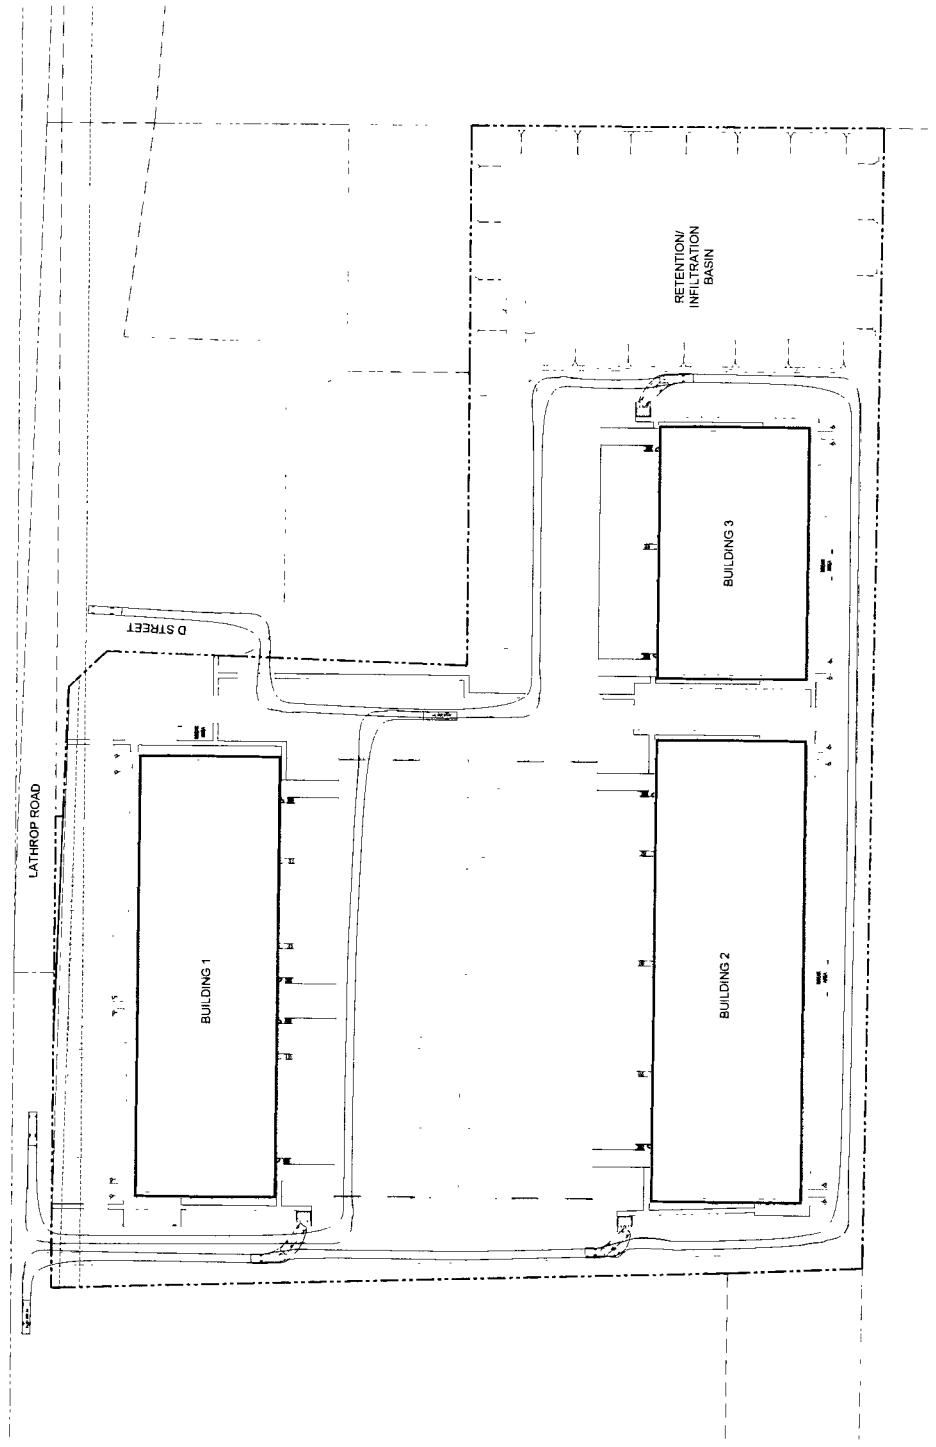 RETENTION/
INFILTRATION
BASIN
BUILDING 3
D STREET
LATHROP ROAD
BUILDING 1
BUILDING 2